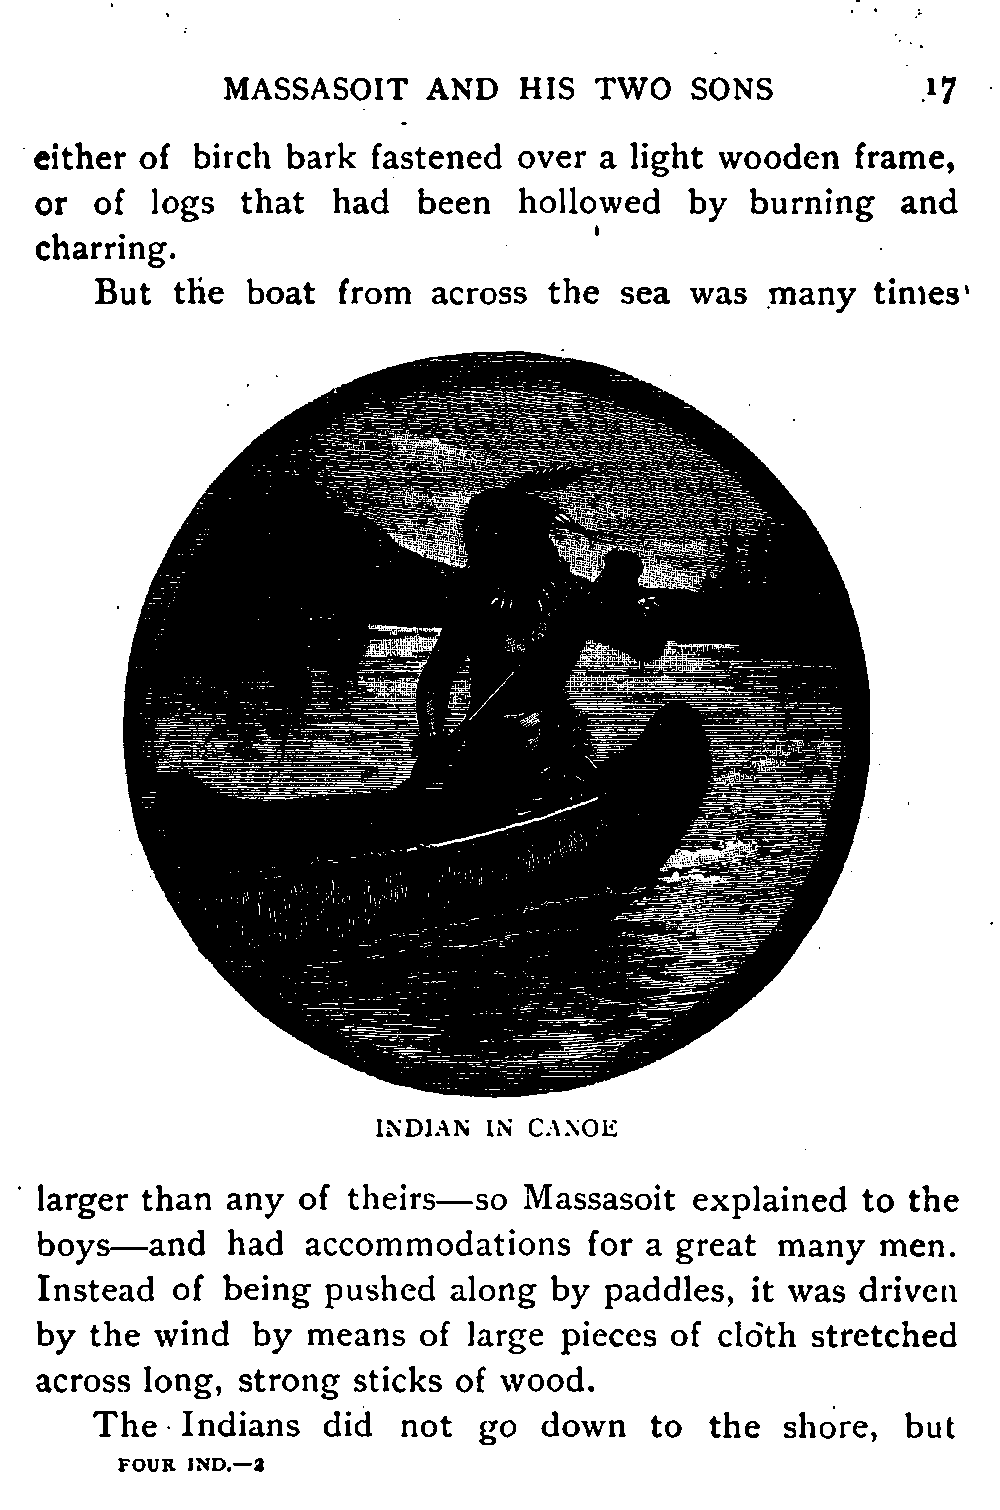 MASSASOIT AND HIS TWO SONS 17
either of birch bark fastened over a light wooden frame,
or of logs that had been hollowed by burning and
charring.
But the boat from across the sea was many times
INDIAN IN CANOE
larger than any of theirs—so Massasoit explained to the
boys—and had accommodations for a great many men.
Instead of being pushed along by paddles, it was driven
by the wind by means of large pieces of cloth stretched
across long, strong sticks of wood.
The Indians did not go down to the shore, but
FOUR IND.—2